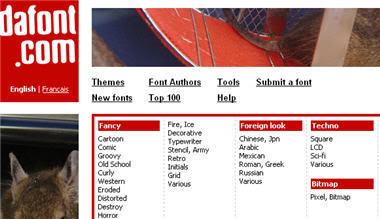 dafont
.com
English | Français
Themes
Font Authors
Tools
Submit a font
New fonts
Top 100
Help
Fancy
Cartoon
Comic
Groovy
Old School
Curly
Western
Eroded
Distorted
Destroy
Horror
Fire, Ice
Decorative
Typewriter
Stencil, Army
Retro
Initials
Grid
Various
Foreign look
Chinese, Jpn
Arabic
Mexican
Roman, Greek
Russian
Various
Techno
Square
LCD
Sci-fi
Various
Bitmap
Pixel, Bitmap